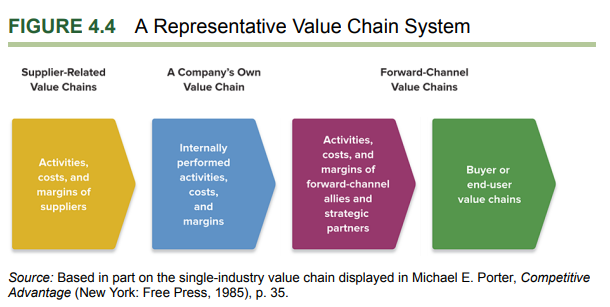 FIGURE 4.4 A Representative Value Chain System
Supplier-Related
Value Chains
A Company's Own
Value Chain
Forward-Channel
Value Chains
Activities,
costs, and
margins of
suppliers
Internally
performed
activities,
costs,
and
margins
Activities,
costs, and
margins of
forward-channel
allies and
strategic
partners
Buyer or
end-user
value chains
Source: Based in part on the single-industry value chain displayed in Michael E. Porter, Competitive
Advantage (New York: Free Press, 1985), p. 35.